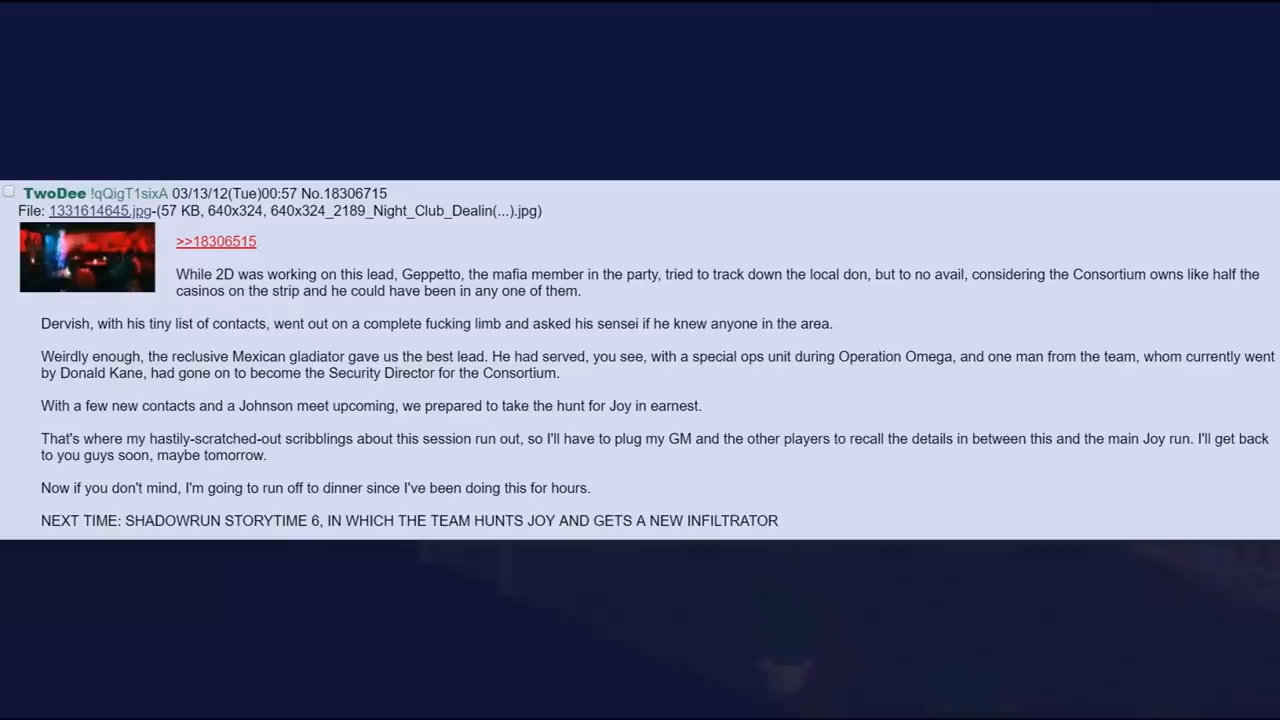 TwoDee !qQigT1sixA 03/13/12(Tue)00:57 No.18306715
File: 1331614645.jpg-(57 KB, 640x324, 640x324_2189_Night_Club_Dealin(...).jpg)
>>18306515
While 2D was working on this lead, Geppetto, the mafia member in the party, tried to track down the local don, but to no avail, considering the Consortium owns like half the
casinos on the strip and he could have been in any one of them.
Dervish, with his tiny list of contacts, went out on a complete fucking limb and asked his sensei if he knew anyone in the area.
Weirdly enough, the reclusive Mexican gladiator gave us the best lead. He had served, you see, with a special ops unit during Operation Omega, and one man from the team, whom currently went
by Donald Kane, had gone on to become the Security Director for the Consortium.
With a few new contacts and a Johnson meet upcoming, we prepared to take the hunt for Joy in earnest.
That's where my hastily-scratched-out scribblings about this session run out, so I'll have to plug my GM and the other players to recall the details in between this and the main Joy run. I'll get back
to you guys soon, maybe tomorrow.
Now if you don't mind, I'm going to run off to dinner since I've been doing this for hours.
NEXT TIME: SHADOWRUN STORYTIME 6, IN WHICH THE TEAM HUNTS JOY AND GETS A NEW INFILTRATOR